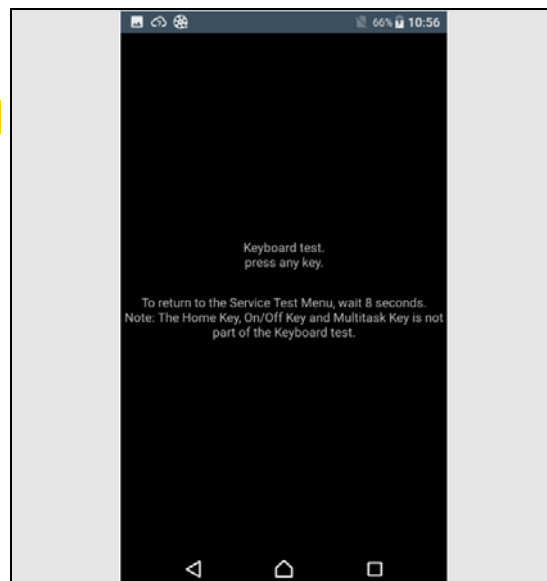 66% 10:56
Keyboard test.
press any key.
To return to the Service Test Menu, wait 8 seconds.
Note: The Home Key, On/Off Key and Multitask Key is not
part of the Keyboard test.